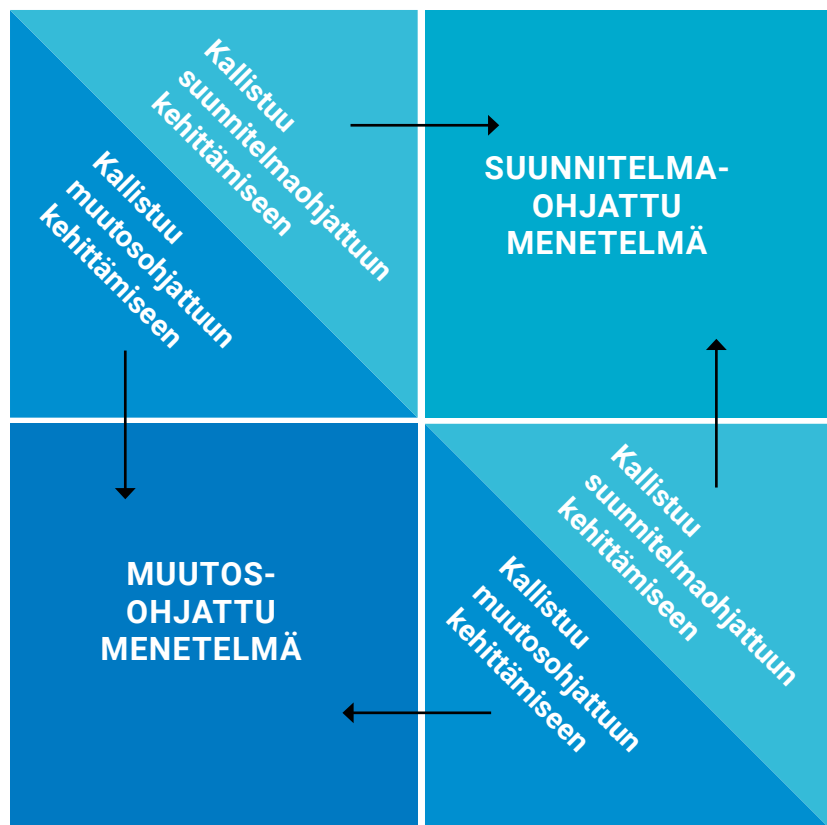 Kallistuu
suunnitelmaohjattuun
kehittämiseen
Kallistuu
muutosohjattuun
kehittämiseen
SUUNNITELMA-
OHJATTU
MENETELMÄ
MUUTOS-
OHJATTU
MENETELMÄ
Kallistuu
suunnitelmaohjattuun
kehittämiseen
Kallistuu
muutosohjattuun
kehittämiseen